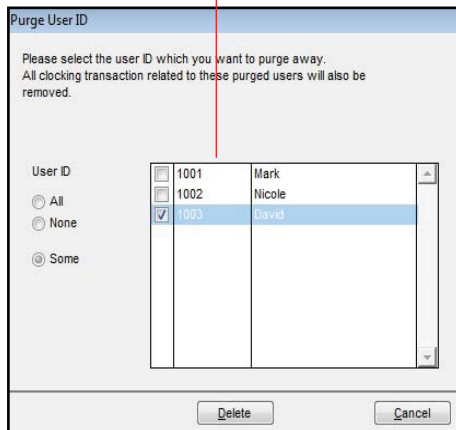 Purge User ID
Please select the user ID which you want to purge away.
All clocking transaction related to these purged users will also be
removed.
User ID
All
None
Some
1001 Mark
1002 Nicole
1003 David
Delete Cancel